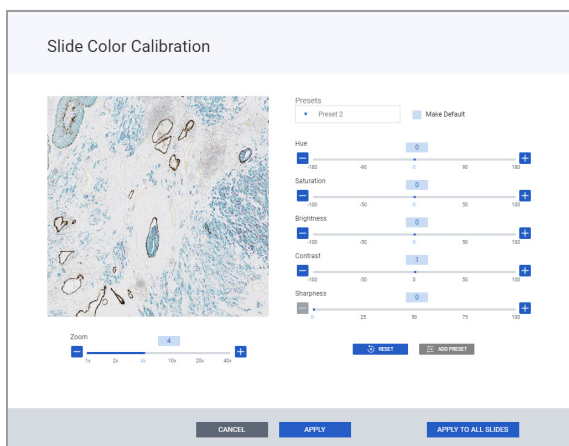 Slide Color Calibration
Presets
Preset 2
Make Default
Hue
0
-180 -90 0 90 180
Saturation
0
-100 -50 0 50 100
Brightness
0
-100 -50 0 50 100
Contrast
1
-100 -50 0 50 100
Sharpness
0
0 25 50 75 100
Zoom
4
1x 2x 4x 10x 20x 40x
RESET ADD PRESET
CANCEL APPLY APPLY TO ALL SLIDES